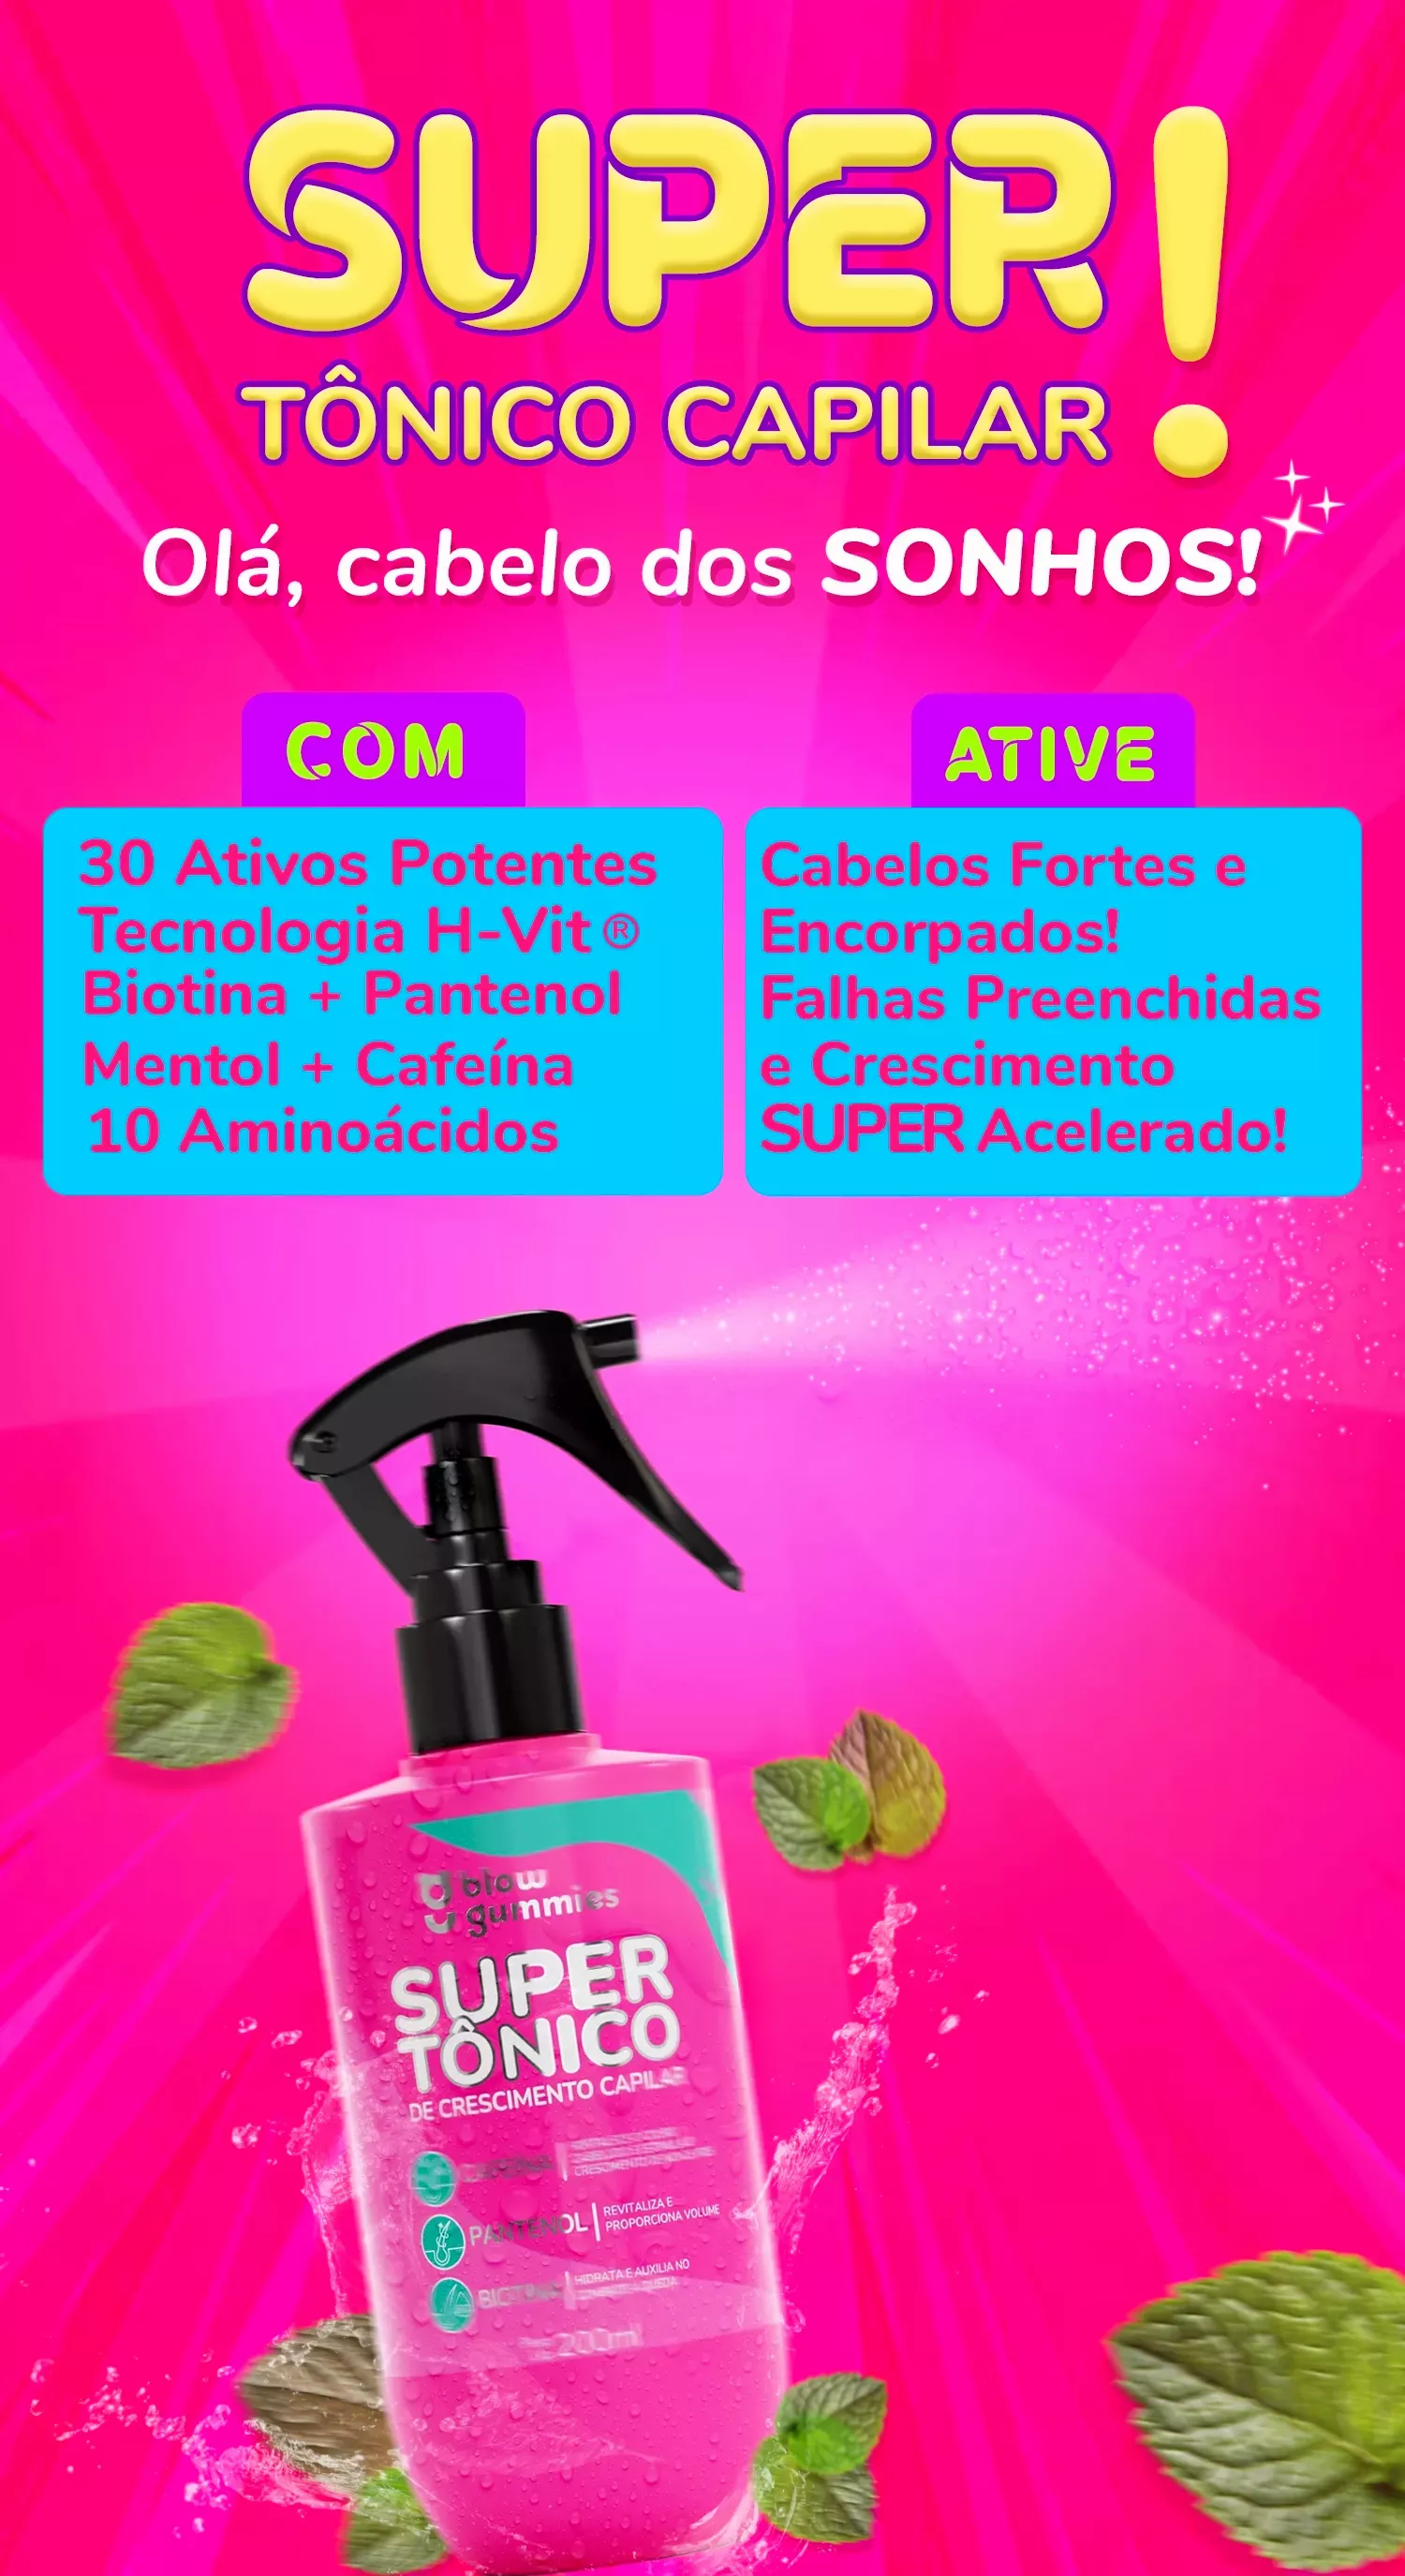 SUPER!
TÔNICO CAPILAR
Olá, cabelo dos SONHOS!
COM
30 Ativos Potentes
Tecnologia H-Vit ®
Biotina + Pantenol
Mentol + Cafeína
10 Aminoácidos
ATIVE
Cabelos Fortes e
Encorpados!
Falhas Preenchidas
e Crescimento
SUPER Acelerado!
blow
gummies
SUPER
TÔNICO
DE CRESCIMENTO CAPILAR
PANTENOL
REVITALIZA E
PROPORCIONA VOLUME
HIDRATA E AUXILIA NO
200ml